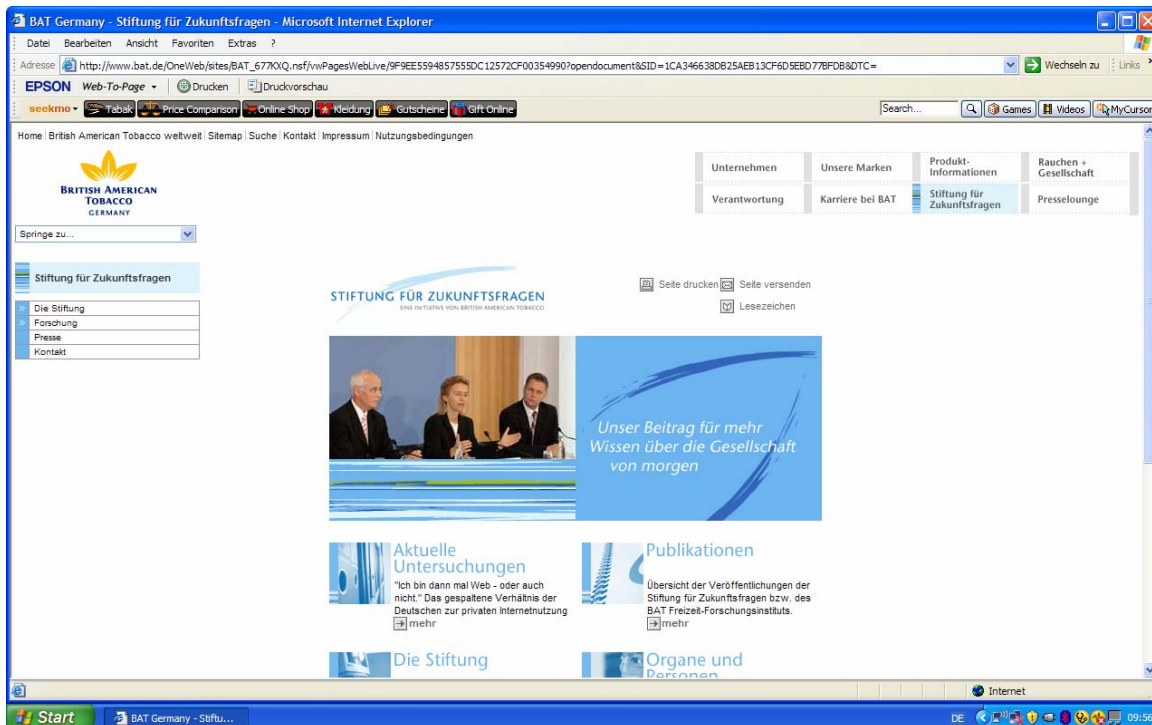 BAT Germany - Stiftung für Zukunftsfragen - Microsoft Internet Explorer
Datei Bearbeiten Ansicht Favoriten Extras ?
Adresse http://www.bat.de/OneWeb/sites/BAT_677KXQ.nsf/vwPagesWebLive/9F9EE5594857555DC12572CF00354990?opendocument&SID=1CA346638DB25AEB13CF6D5EBD77BFDB&DTC= Wechseln zu Links
EPSON Web-To-Page Drucken Druckvorschau
seekmo Tabak Price Comparison Online Shop Kleidung Gutscheine Gift Online Search... Games Videos MyCursor
Home British American Tobacco weltweit Sitemap Suche Kontakt Impressum Nutzungsbedingungen
BRITISH AMERICAN
TOBACCO
GERMANY
Unternehmen Unsere Marken Produkt-Informationen Rauchen + Gesellschaft
Verantwortung Karriere bei BAT Stiftung für Zukunftsfragen Presselounge
Springe zu...
Stiftung für Zukunftsfragen
Die Stiftung
Forschung
Presse
Kontakt
STIFTUNG FÜR ZUKUNFTSFRAGEN
EINE INITIATIVE VON BRITISH AMERICAN TOBACCO
Seite drucken Seite versenden
Lesezeichen
Unser Beitrag für mehr
Wissen über die Gesellschaft
von morgen
Aktuelle
Untersuchungen
"Ich bin dann mal Web - oder auch
nicht." Das gespaltene Verhältnis der
Deutschen zur privaten Internetnutzung
mehr
Publikationen
Übersicht der Veröffentlichungen der
Stiftung für Zukunftsfragen bzw. des
BAT Freizeit-Forschungsinstituts.
mehr
Die Stiftung
Organe und
Personen
Internet
Start BAT Germany - Stiftu... DE 09:56